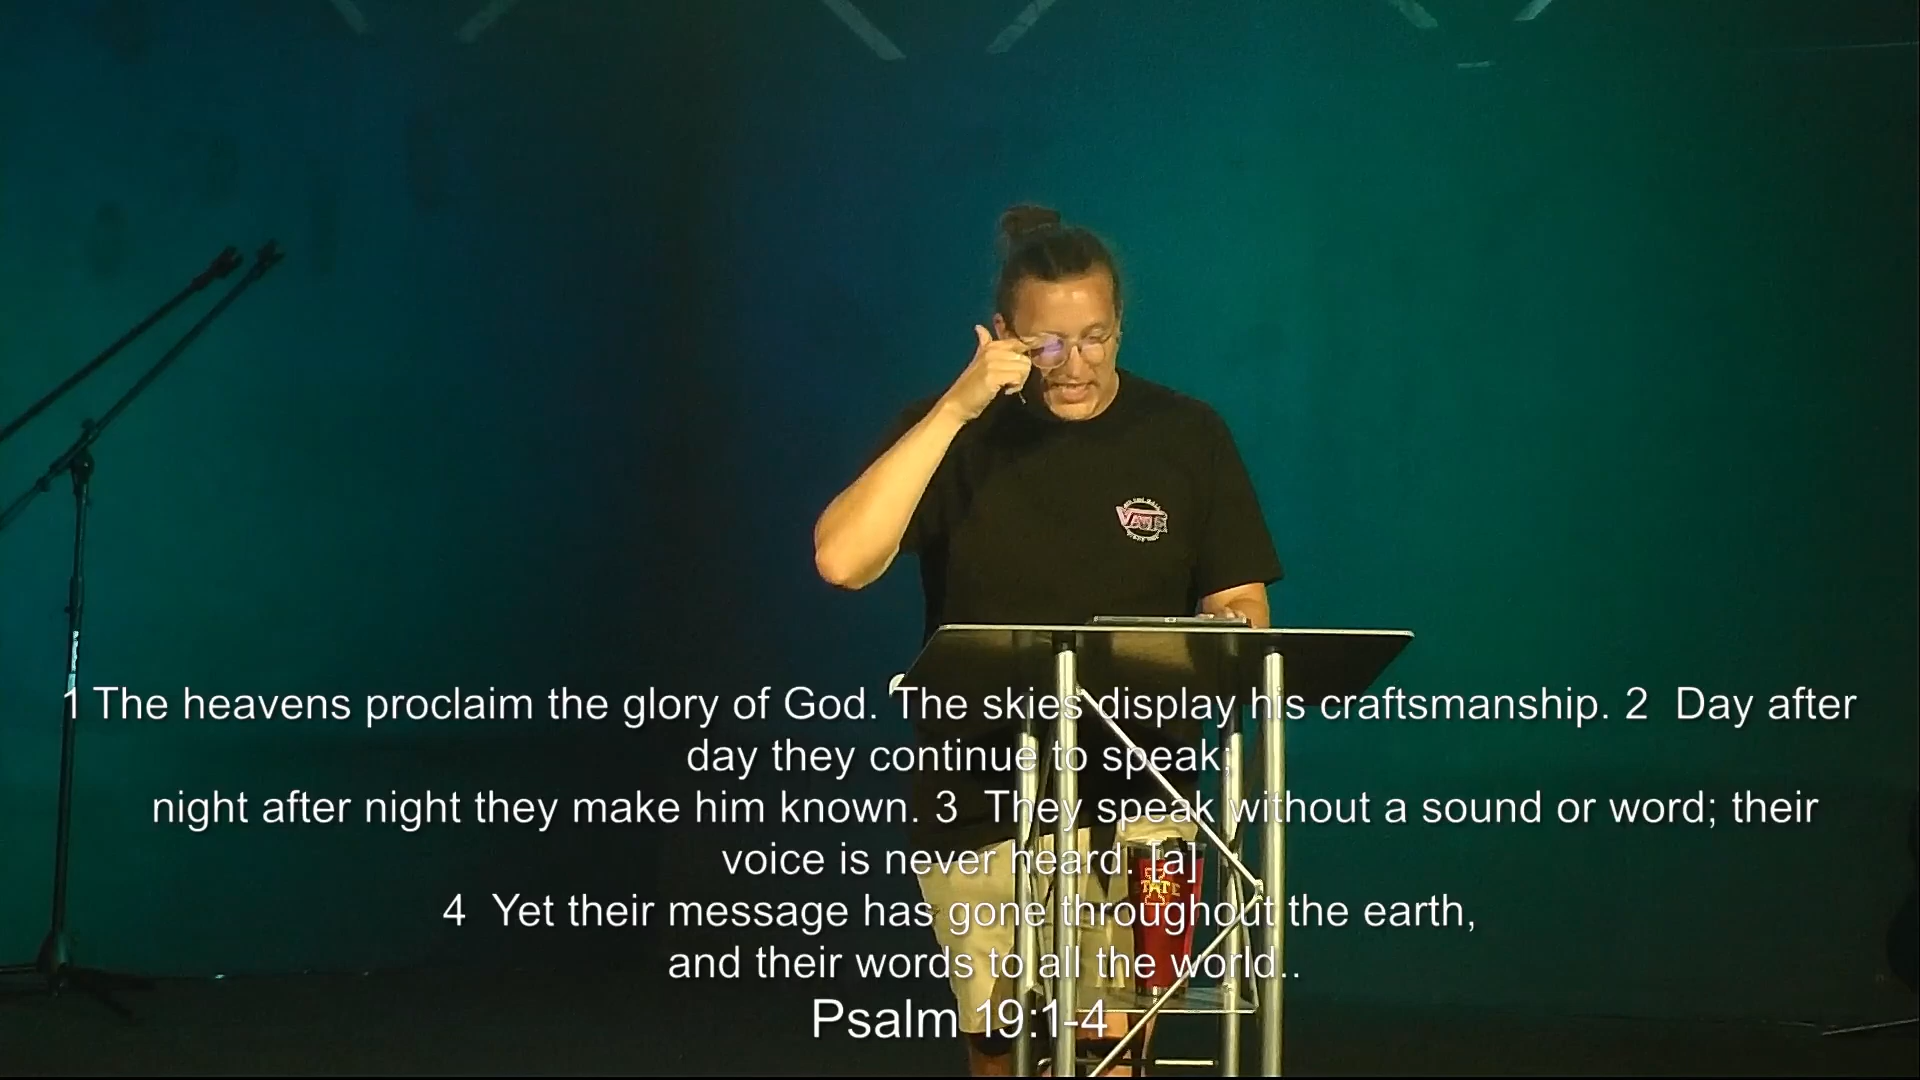 VANS
1 The heavens proclaim the glory of God. The skies display his craftsmanship. 2 Day after
day they continue to speak;
night after night they make him known. 3 They speak without a sound or word; their
voice is never heard. [a]
STATE
4 Yet their message has gone throughout the earth,
and their words to all the world..
Psalm 19:1-4